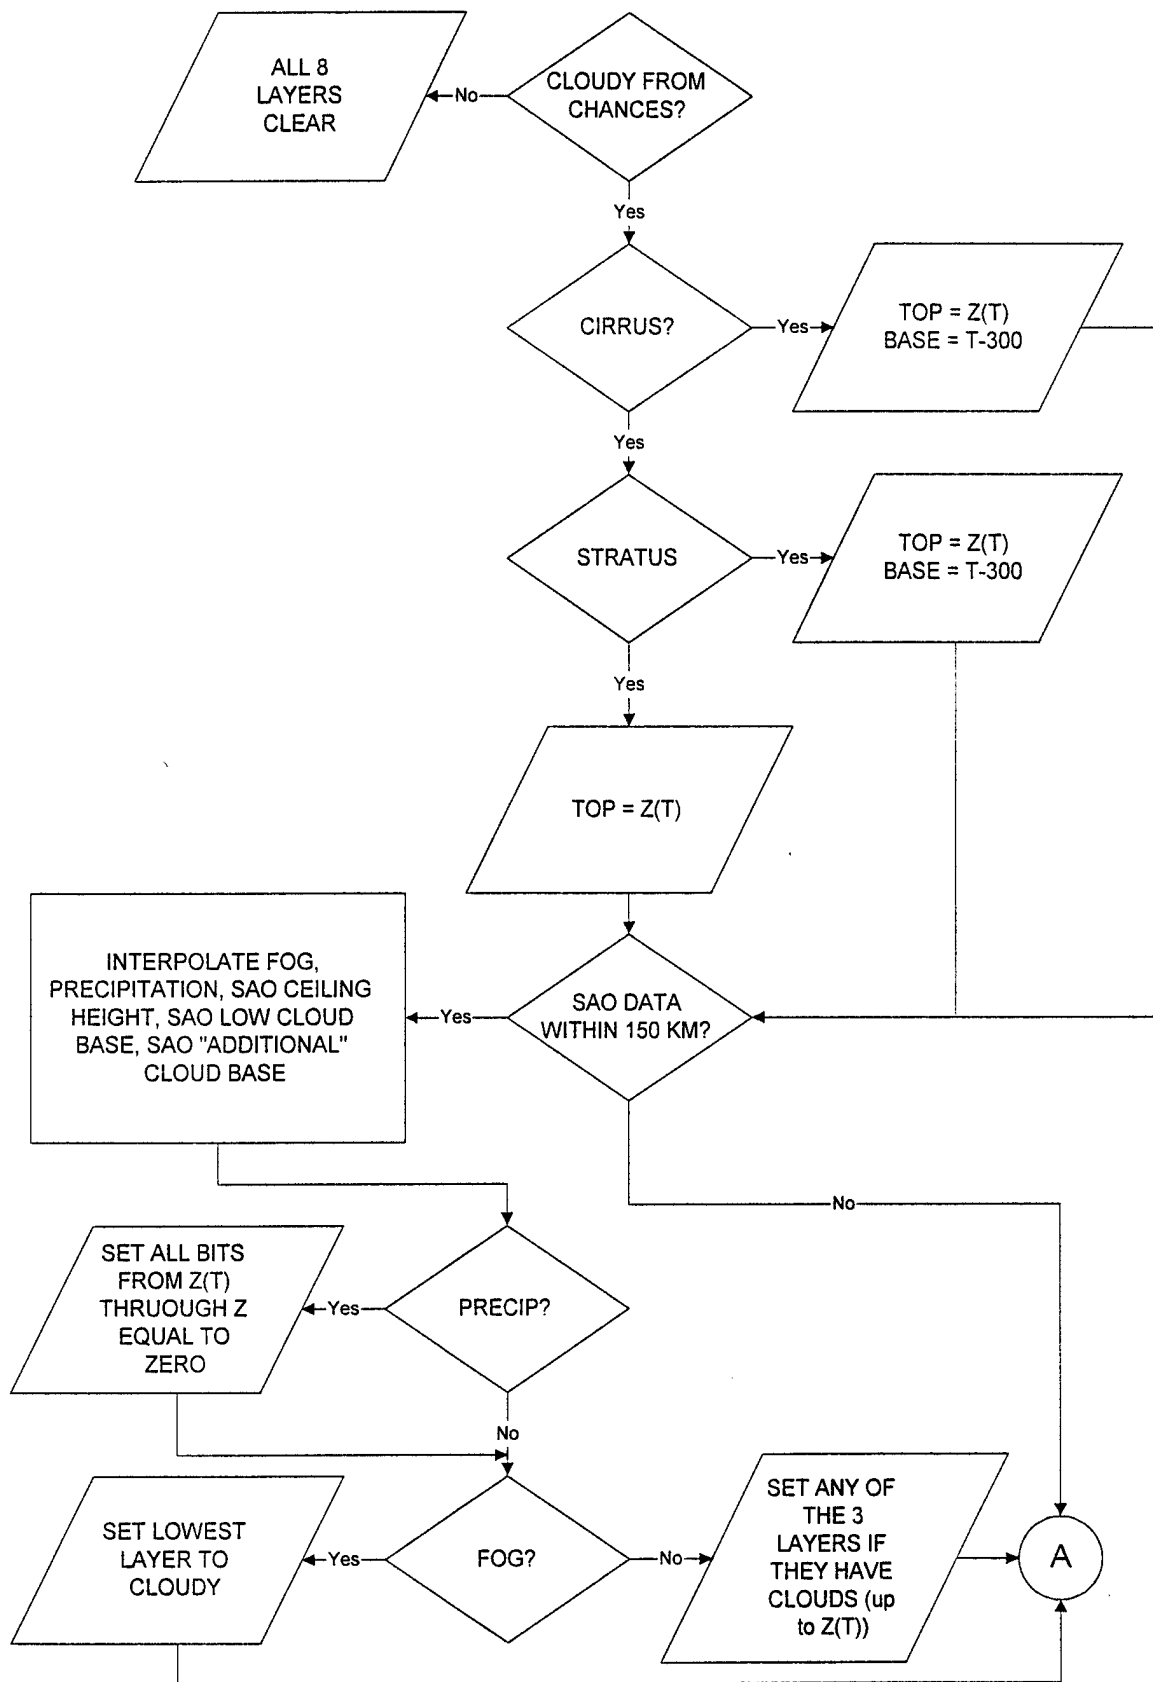 ALL 8
LAYERS
CLEAR
No
CLOUDY FROM
CHANCES?
Yes
CIRRUS?
Yes
TOP = Z(T)
BASE = T-300
Yes
STRATUS
Yes
TOP = Z(T)
BASE = T-300
Yes
TOP = Z(T)
INTERPOLATE FOG,
PRECIPITATION, SAO CEILING
HEIGHT, SAO LOW CLOUD
BASE, SAO "ADDITIONAL"
CLOUD BASE
Yes
SAO DATA
WITHIN 150 KM?
No
SET ALL BITS
FROM Z(T)
THRUOUGH Z
EQUAL TO
ZERO
Yes
PRECIP?
No
SET LOWEST
LAYER TO
CLOUDY
Yes
FOG?
No
SET ANY OF
THE 3
LAYERS IF
THEY HAVE
CLOUDS (up
to Z(T))
A